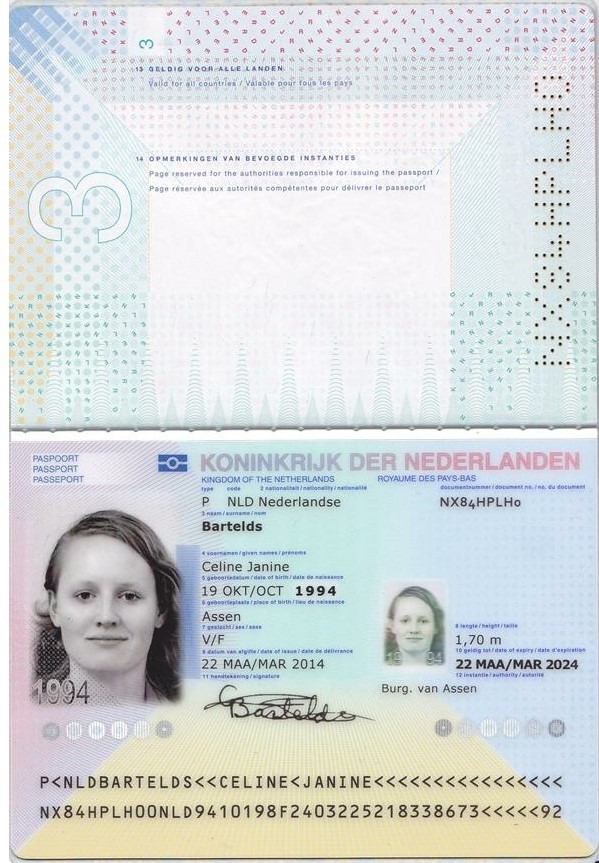 3
13 GELDIG VOOR ALLE LANDEN
Valid for all countries / Valable pour tous les pays
NX84HPLH0
14 OPMERKINGEN VAN BEVOEGDE INSTANTIES
Page reserved for the authorities responsible for issuing the passport /
Page réservée aux autorités compétentes pour délivrer le passeport
3
PASPOORT
PASSPORT
PASSEPORT
KONINKRIJK DER NEDERLANDEN
KINGDOM OF THE NETHERLANDS ROYAUME DES PAYS-BAS
type code 2 nationaliteit / nationality / nationalité documentnummer / document no. / no. du document
P NLD Nederlandse NX84HPLH0
3 naam / surname / nom
Bartelds
4 voornamen / given names / prénoms
Celine Janine
5 geboortedatum / date of birth / date de naissance
19 OKT/OCT 1994
6 geboorteplaats / place of birth / lieu de naissance
Assen
7 geslacht / sex / sexe 8 lengte / height / taille
V/F 1,70 m
9 datum van afgifte / date of issue / date de délivrance 10 geldig tot / date of expiry / date d'expiration
22 MAA/MAR 2014 22 MAA/MAR 2024
11 handtekening / signature 12 instantie / authority / autorité
Burg. van Assen
Bartelds
1994
P<NLDBARTELDS<<CELINE<JANINE<<<<<<<<<<<<<<<<
NX84HPLH00NLD9410198F2403225218338673<<<<<92